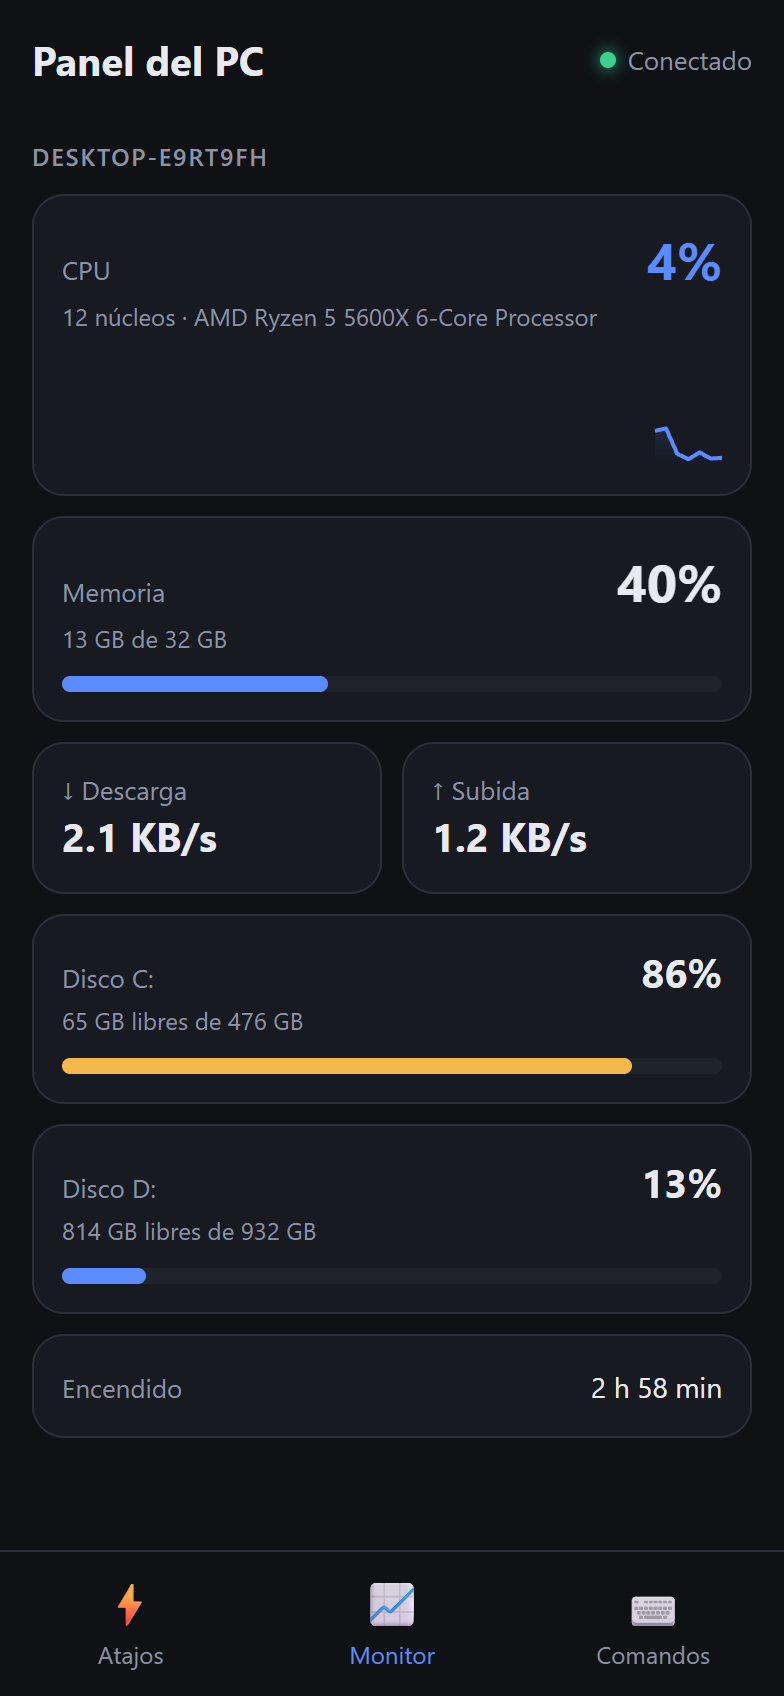 Panel del PC
Conectado
DESKTOP-E9RT9FH
CPU
4%
12 núcleos · AMD Ryzen 5 5600X 6-Core Processor
Memoria
40%
13 GB de 32 GB
↓ Descarga
2.1 KB/s
↑ Subida
1.2 KB/s
Disco C:
86%
65 GB libres de 476 GB
Disco D:
13%
814 GB libres de 932 GB
Encendido
2 h 58 min
Atajos
Monitor
Comandos